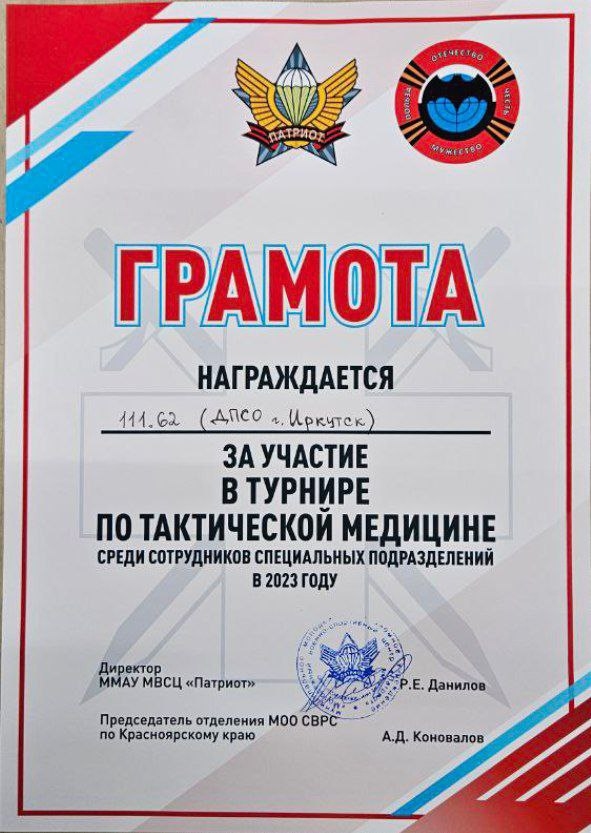 ПАТРИОТ
ОТЕЧЕСТВО
ДОБЛЕСТЬ
ЧЕСТЬ
МУЖЕСТВО
ГРАМОТА
НАГРАЖДАЕТСЯ
111.62 (ДПСО г. Иркутск)
ЗА УЧАСТИЕ
В ТУРНИРЕ
ПО ТАКТИЧЕСКОЙ МЕДИЦИНЕ
СРЕДИ СОТРУДНИКОВ СПЕЦИАЛЬНЫХ ПОДРАЗДЕЛЕНИЙ
В 2023 ГОДУ
Директор
ММАУ МВСЦ «Патриот»
Р.Е. Данилов
Председатель отделения МОО СВРС
по Красноярскому краю
А.Д. Коновалов